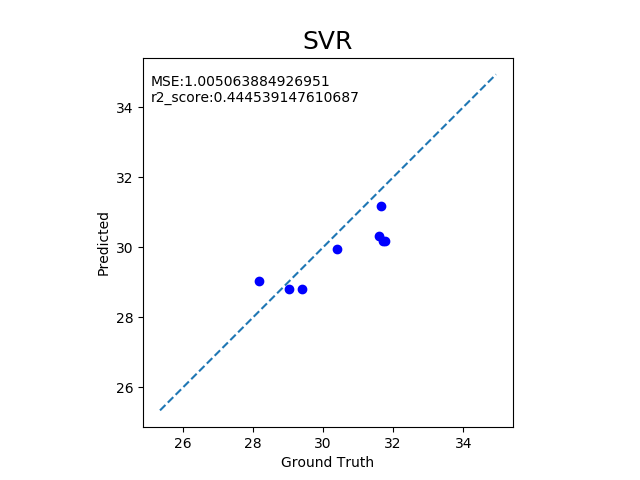 SVR
MSE:1.005063884926951
r2_score:0.444539147610687
34
32
30
28
26
Predicted
26 28 30 32 34
Ground Truth